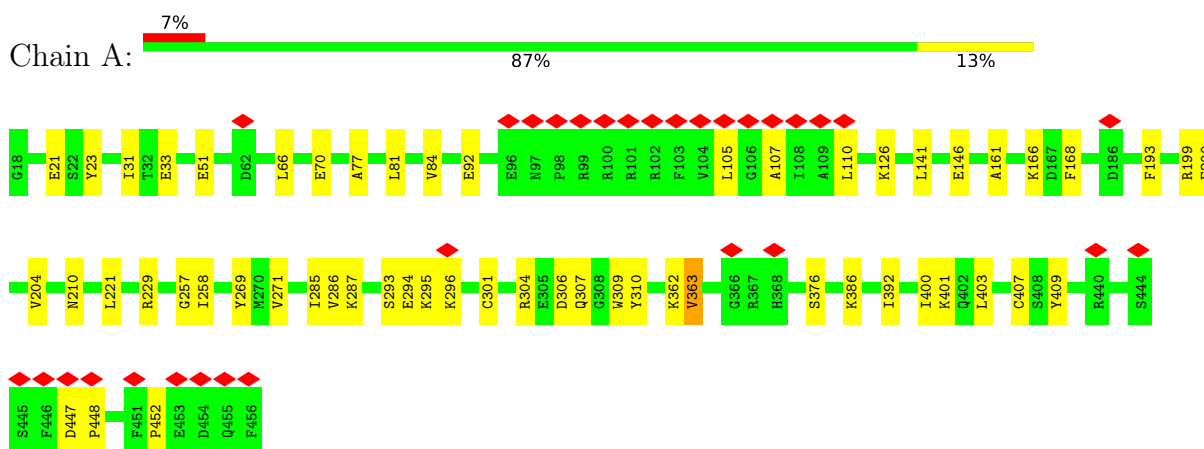 7%
Chain A:
87% 13%
G18 E21 S22 Y23 I31 T32 E33 E51 D62 L66 E70 A77 L81 V84 E92 E96 N97 P98 R99 R100 R101 R102 F103 V104 L105 G106 A107 I108 A109 L110 K126 L141 E146 A161 K166 D167 F168 D186 F193 R199
V204 N210 L221 R229 G257 I258 Y269 M270 V271 I285 V286 K287 S293 E294 K295 K296 C301 R304 E305 D306 Q307 G308 W309 Y310 K362 V363 G366 R367 H368 S376 K386 I392 I400 K401 Q402 L403 C407 S408 Y409 R440 S444
S445 F446 D447 P448 F451 P452 E453 D454 Q455 F456